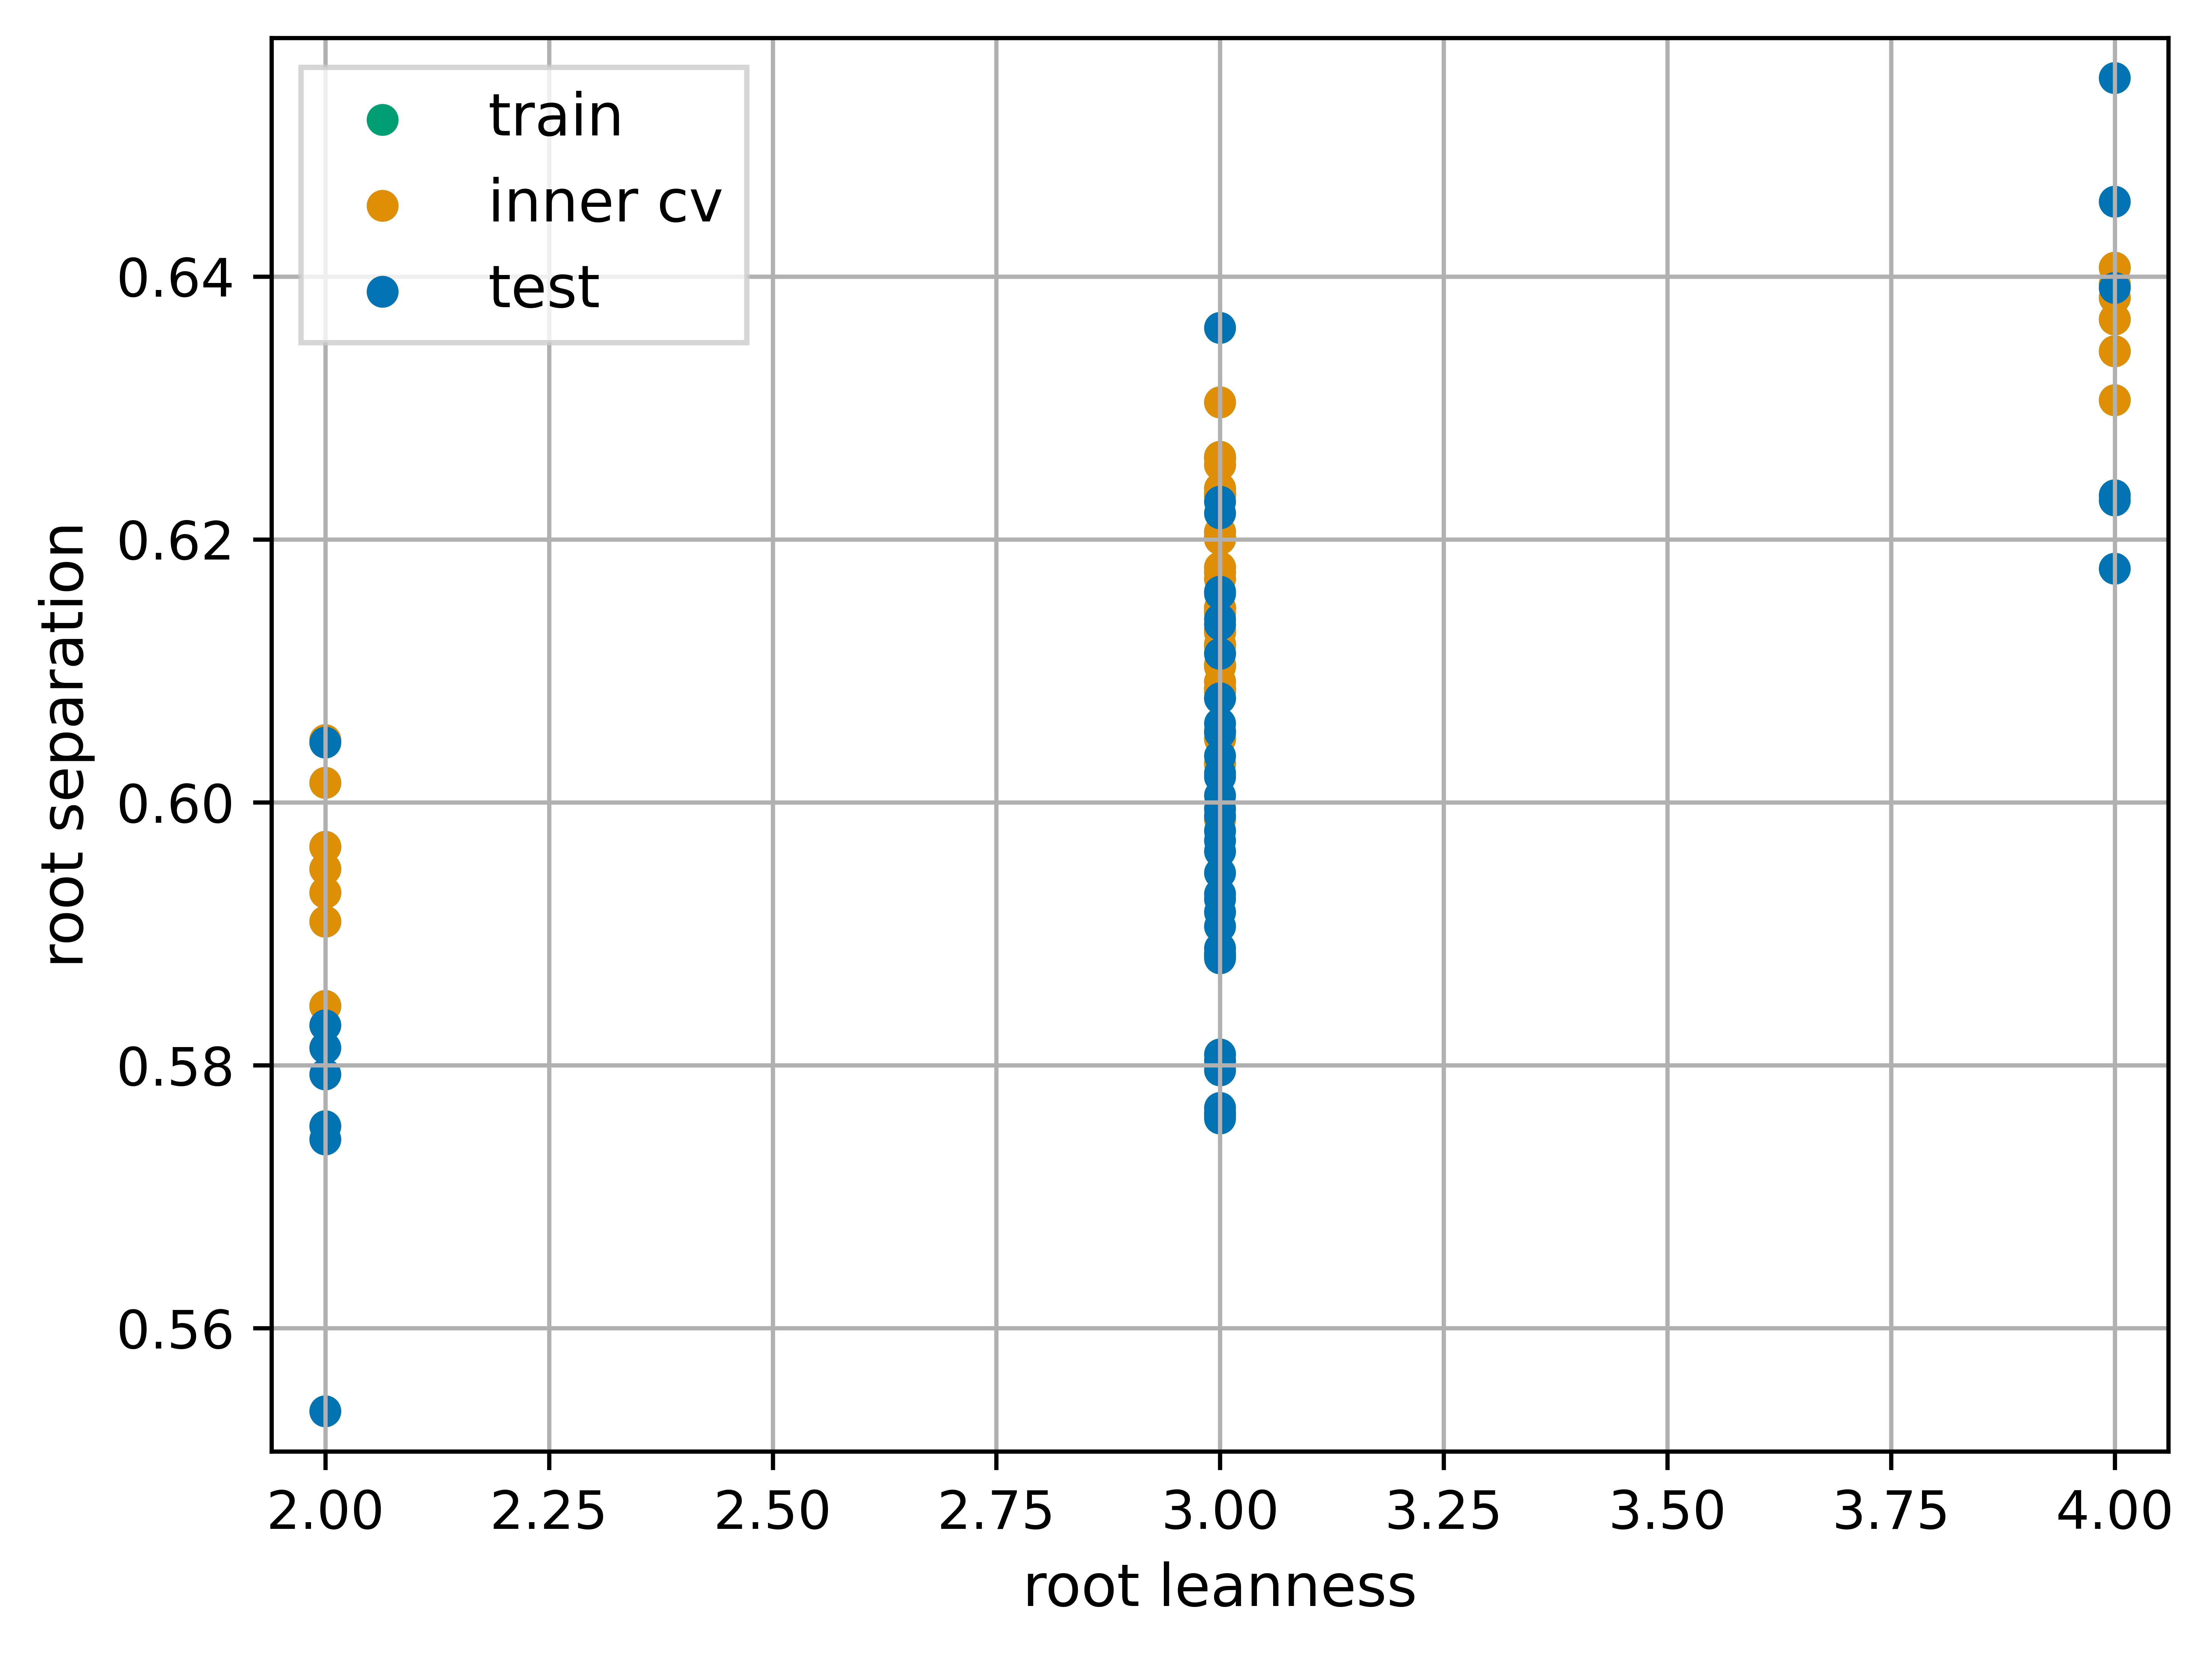 train
inner cv
test
0.64
0.62
0.60
0.58
0.56
root separation
2.00 2.25 2.50 2.75 3.00 3.25 3.50 3.75 4.00
root leanness